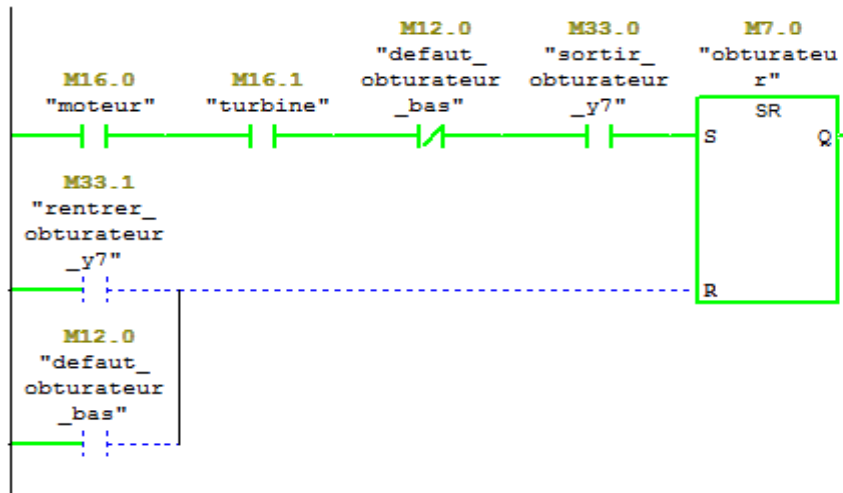 M12.0 M33.0 M7.0
"defaut_ "sortir_ "obturateu
M16.0 M16.1 obturateur obturateur r"
"moteur" "turbine" _bas" _y7" SR
S Q
M33.1
"rentrer_
obturateur
_y7"
R
M12.0
"defaut_
obturateur
_bas"